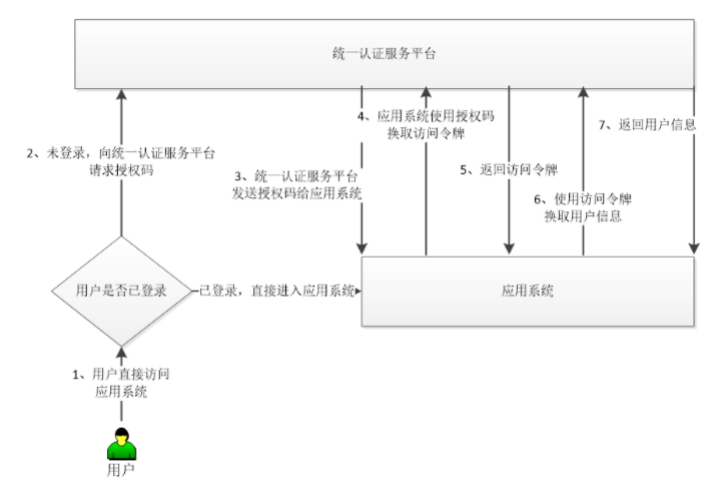 统一认证服务平台
4、应用系统使用授权码
换取访问令牌
7、返回用户信息
2、未登录，向统一认证服务平台
请求授权码
3、统一认证服务平台
发送授权码给应用系统
5、返回访问令牌
6、使用访问令牌
换取用户信息
用户是否已登录
已登录，直接进入应用系统
应用系统
1、用户直接访问
应用系统
用户